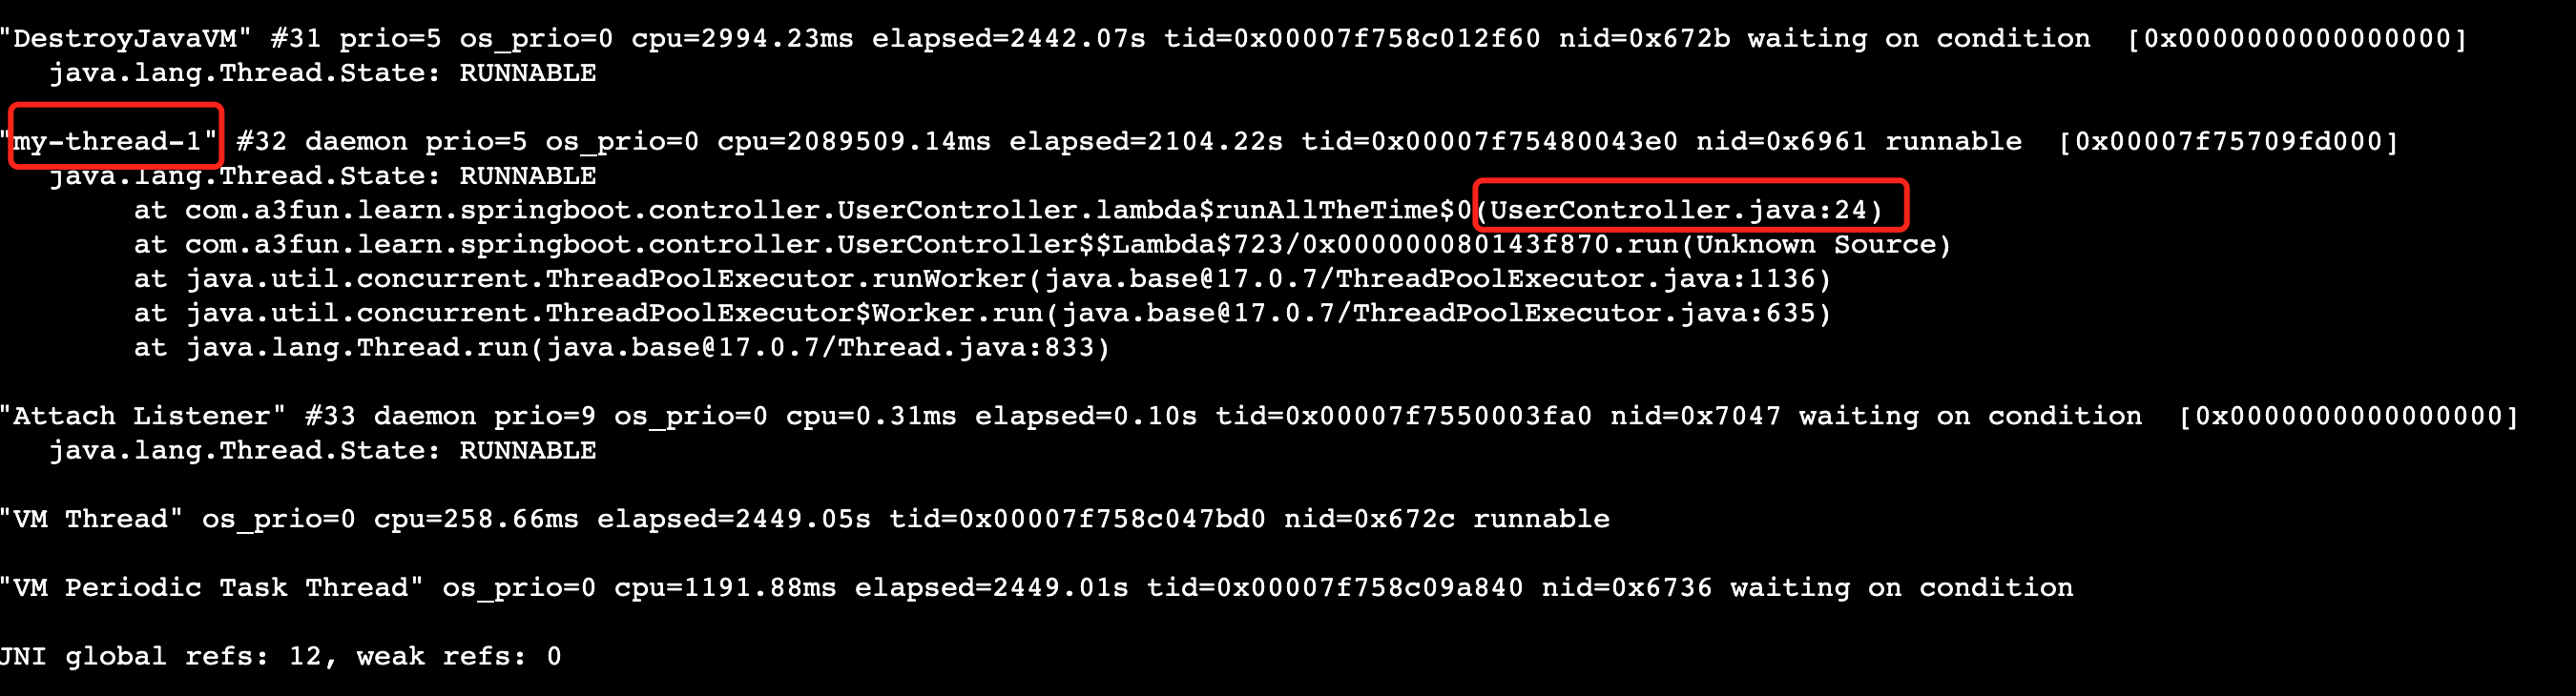 "DestroyJavaVM" #31 prio=5 os_prio=0 cpu=2994.23ms elapsed=2442.07s tid=0x00007f758c012f60 nid=0x672b waiting on condition  [0x0000000000000000]
   java.lang.Thread.State: RUNNABLE
"my-thread-1" #32 daemon prio=5 os_prio=0 cpu=2089509.14ms elapsed=2104.22s tid=0x00007f75480043e0 nid=0x6961 runnable  [0x00007f75709fd000]
   java.lang.Thread.State: RUNNABLE
        at com.a3fun.learn.springboot.controller.UserController.lambda$runAllTheTime$0(UserController.java:24)
        at com.a3fun.learn.springboot.controller.UserController$$Lambda$723/0x000000080143f870.run(Unknown Source)
        at java.util.concurrent.ThreadPoolExecutor.runWorker(java.base@17.0.7/ThreadPoolExecutor.java:1136)
        at java.util.concurrent.ThreadPoolExecutor$Worker.run(java.base@17.0.7/ThreadPoolExecutor.java:635)
        at java.lang.Thread.run(java.base@17.0.7/Thread.java:833)
"Attach Listener" #33 daemon prio=9 os_prio=0 cpu=0.31ms elapsed=0.10s tid=0x00007f7550003fa0 nid=0x7047 waiting on condition  [0x0000000000000000]
   java.lang.Thread.State: RUNNABLE
"VM Thread" os_prio=0 cpu=258.66ms elapsed=2449.05s tid=0x00007f758c047bd0 nid=0x672c runnable
"VM Periodic Task Thread" os_prio=0 cpu=1191.88ms elapsed=2449.01s tid=0x00007f758c09a840 nid=0x6736 waiting on condition
JNI global refs: 12, weak refs: 0